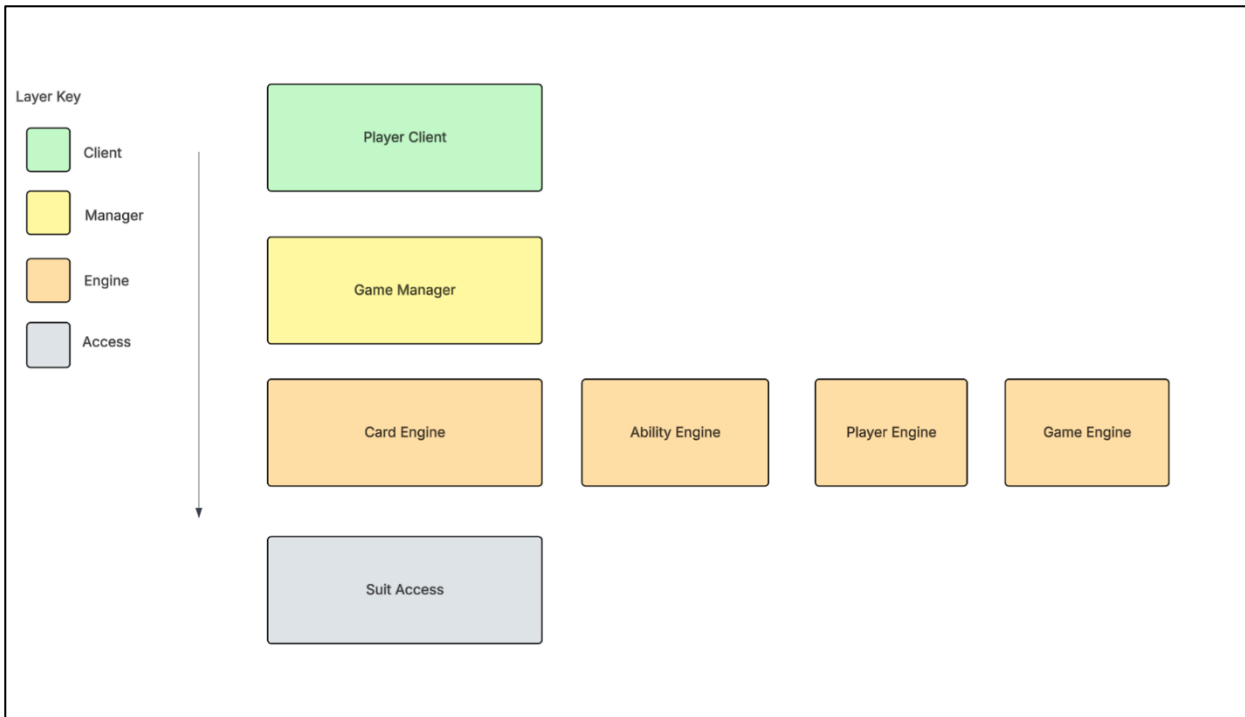 Layer Key
Client
Manager
Engine
Access
Player Client
Game Manager
Card Engine
Ability Engine
Player Engine
Game Engine
Suit Access